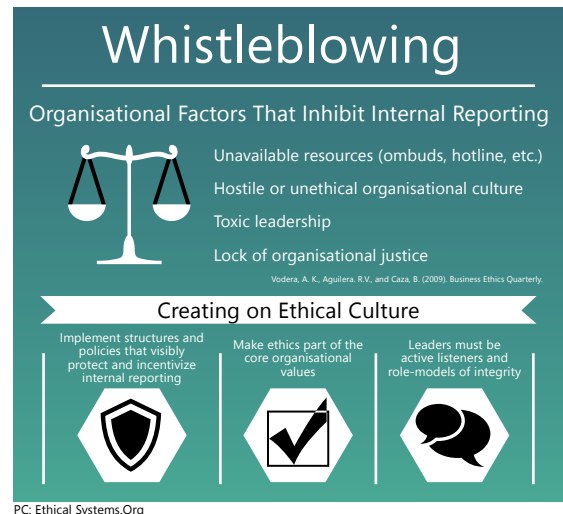 Whistleblowing
Organisational Factors That Inhibit Internal Reporting
Unavailable resources (ombuds, hotline, etc.)
Hostile or unethical organisational culture
Toxic leadership
Lack of organisational justice
Vodera, A. K., Aguilera. R.V., and Caza, B. (2009). Business Ethics Quarterly.
Creating on Ethical Culture
Implement structures and
policies that visibly
protect and incentivize
internal reporting
Make ethics part of the
core organisational
values
Leaders must be
active listeners and
role-models of integrity
PC: Ethical Systems.Org